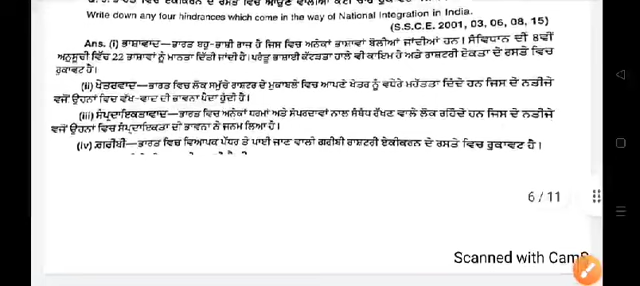 Write down any four hindrances which come in the way of National Integration in India.
(S.S.C.E. 2001, 03, 06, 08, 15)
Ans. (i) ਭਾਸ਼ਾਵਾਦ—ਭਾਰਤ ਬਹੁ-ਭਾਸ਼ੀ ਰਾਜ ਹੈ ਜਿਸ ਵਿਚ ਅਨੇਕਾਂ ਭਾਸ਼ਾਵਾਂ ਬੋਲੀਆਂ ਜਾਂਦੀਆਂ ਹਨ। ਸੰਵਿਧਾਨ ਦੀ 8ਵੀਂ
ਅਨੁਸੂਚੀ ਵਿੱਚ 22 ਭਾਸ਼ਾਵਾਂ ਨੂੰ ਮਾਨਤਾ ਦਿੱਤੀ ਜਾਂਦੀ ਹੈ। ਪਰੰਤੂ ਭਾਸ਼ਾਈ ਕੱਟੜਤਾ ਹਾਲੇ ਵੀ ਕਾਇਮ ਹੈ ਅਤੇ ਰਾਸ਼ਟਰੀ ਏਕਤਾ ਦੇ ਰਸਤੇ ਵਿਚ
ਰੁਕਾਵਟ ਹੈ।
(ii) ਖੇਤਰਵਾਦ—ਭਾਰਤ ਵਿਚ ਲੋਕ ਸਮੁੱਚੇ ਰਾਸ਼ਟਰ ਦੇ ਮੁਕਾਬਲੇ ਵਿਚ ਆਪਣੇ ਖੇਤਰ ਨੂੰ ਵਧੇਰੇ ਮਹੱਤਤਾ ਦਿੰਦੇ ਹਨ ਜਿਸ ਦੇ ਨਤੀਜੇ
ਵਜੋਂ ਉਹਨਾਂ ਵਿਚ ਵੱਖ-ਵਾਦ ਦੀ ਭਾਵਨਾ ਪੈਦਾ ਹੁੰਦੀ ਹੈ।
(iii) ਸੰਪ੍ਰਦਾਇਕਤਾਵਾਦ—ਭਾਰਤ ਵਿਚ ਅਨੇਕਾਂ ਧਰਮਾਂ ਅਤੇ ਸੰਪਰਦਾਵਾਂ ਨਾਲ ਸੰਬੰਧ ਰੱਖਣ ਵਾਲੇ ਲੋਕ ਰਹਿੰਦੇ ਹਨ ਜਿਸ ਦੇ ਨਤੀਜੇ
ਵਜੋਂ ਉਹਨਾਂ ਵਿਚ ਸੰਪ੍ਰਦਾਇਕਤਾ ਦੀ ਭਾਵਨਾ ਨੇ ਜਨਮ ਲਿਆ ਹੈ।
(iv) ਗ਼ਰੀਬੀ—ਭਾਰਤ ਵਿਚ ਵਿਆਪਕ ਪੱਧਰ ਤੇ ਪਾਈ ਜਾਣ ਵਾਲੀ ਗਰੀਬੀ ਰਾਸ਼ਟਰੀ ਏਕੀਕਰਨ ਦੇ ਰਸਤੇ ਵਿਚ ਰੁਕਾਵਟ ਹੈ।
6/11
Scanned with CamS